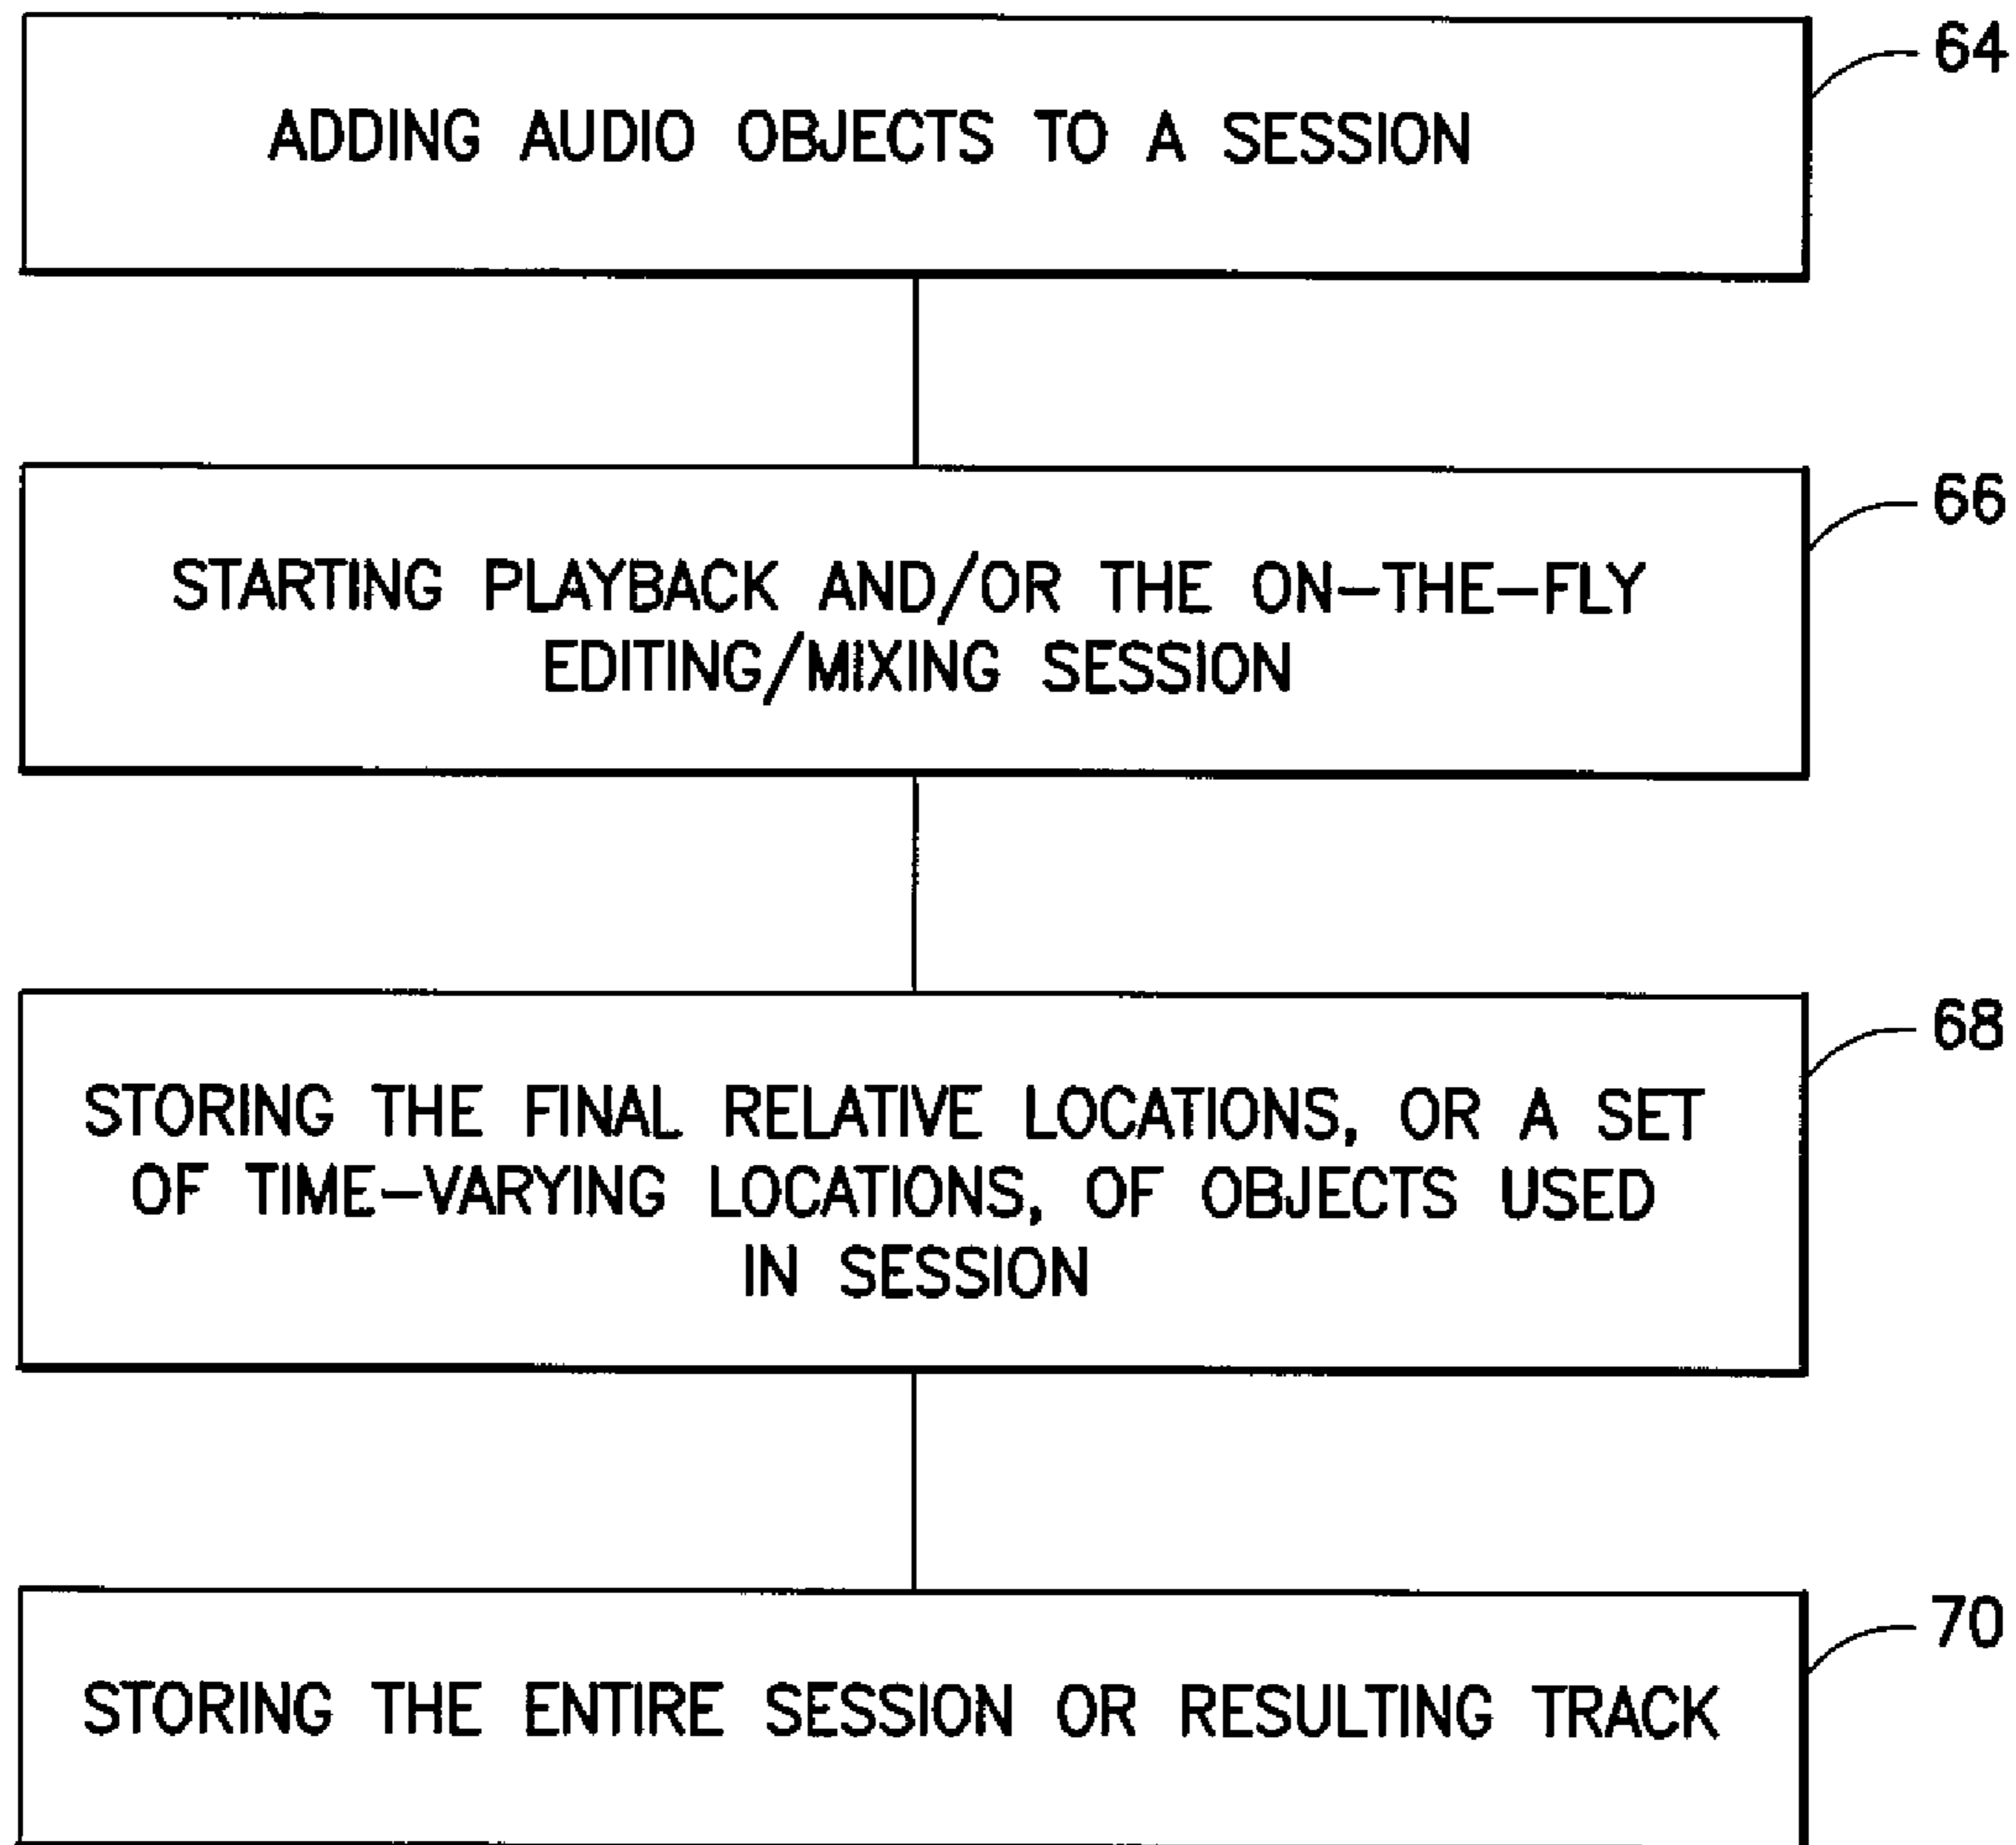 64
ADDING AUDIO OBJECTS TO A SESSION
66
STARTING PLAYBACK AND/OR THE ON-THE-FLY
EDITING/MIXING SESSION
68
STORING THE FINAL RELATIVE LOCATIONS, OR A SET
OF TIME-VARYING LOCATIONS, OF OBJECTS USED
IN SESSION
70
STORING THE ENTIRE SESSION OR RESULTING TRACK